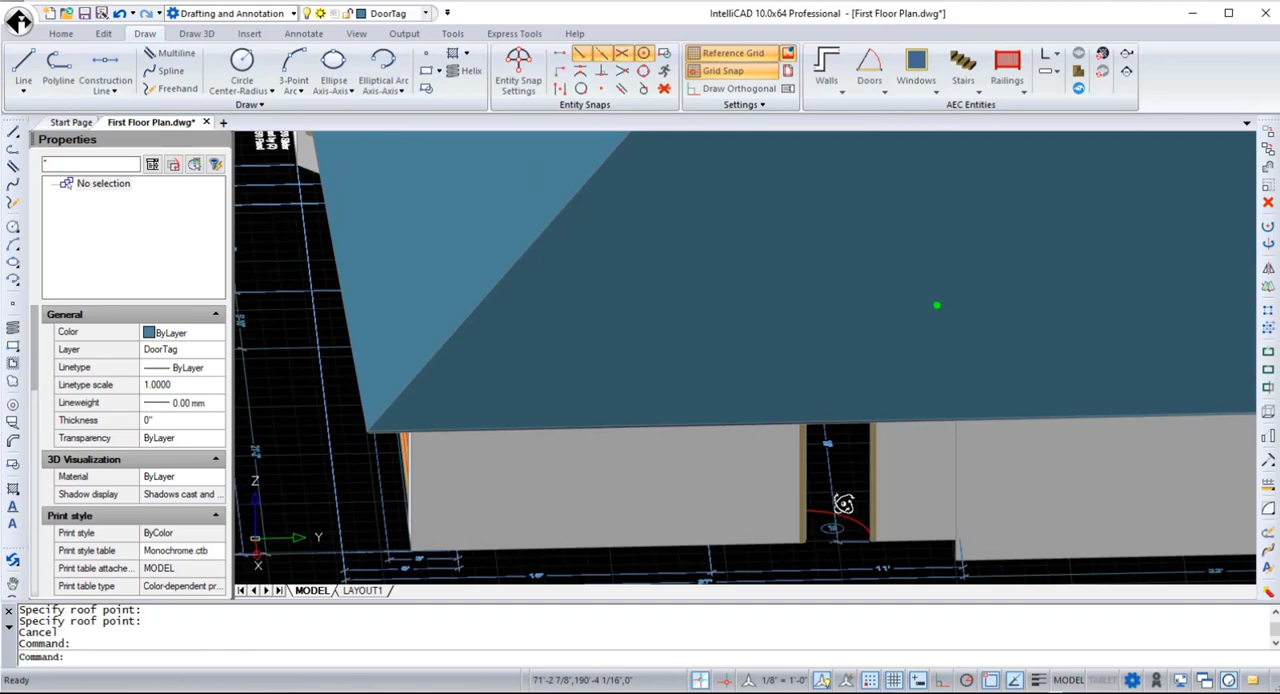 Drafting and Annotation
DoorTag
IntelliCAD 10.0x64 Professional - [First Floor Plan.dwg*]
Home
Edit
Draw
Draw 3D
Insert
Annotate
View
Output
Tools
Express Tools
Help
Line
Polyline
Construction Line
Multiline
Spline
Freehand
Circle Center-Radius
3-Point Arc
Ellipse Axis-Axis
Elliptical Arc Axis-Axis
Helix
Draw
Entity Snap Settings
Entity Snaps
Reference Grid
Grid Snap
Draw Orthogonal
Settings
Walls
Doors
Windows
Stairs
Railings
AEC Entities
Start Page
First Floor Plan.dwg*
Properties
*
No selection
General
Color ByLayer
Layer DoorTag
Linetype ByLayer
Linetype scale 1.0000
Lineweight 0.00 mm
Thickness 0"
Transparency ByLayer
3D Visualization
Material ByLayer
Shadow display Shadows cast and ...
Print style
Print style ByColor
Print style table Monochrome.ctb
Print table attache... MODEL
Print table type Color-dependent pr...
Z
Y
X
16'
11'
MODEL
LAYOUT1
Specify roof point:
Specify roof point:
Cancel
Command:
Command:
Ready
71'-2 7/8",190'-4 1/16",0"
1/8" = 1'-0"
MODEL
TABLET